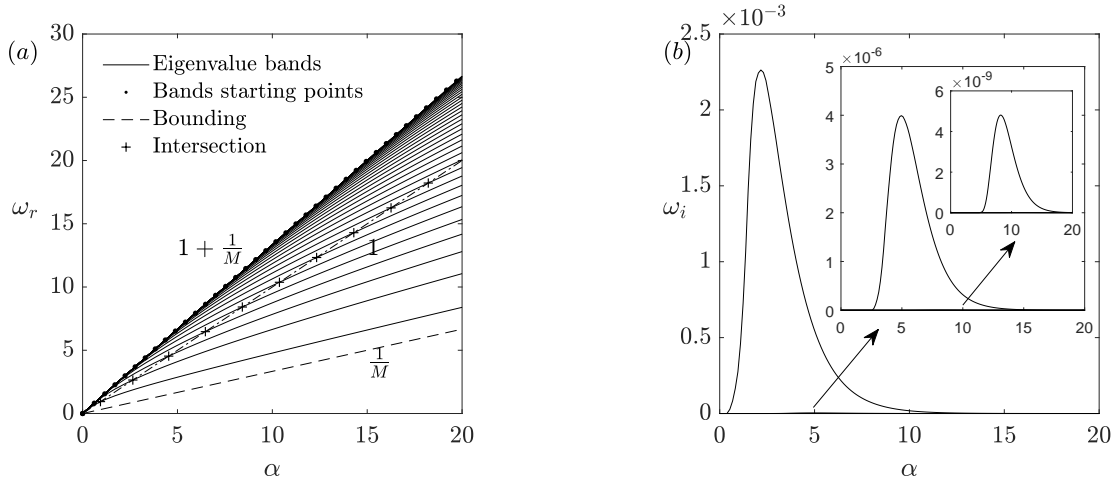 (a)
30
25
20
15
10
5
0
ω_r
Eigenvalue bands
Bands starting points
Bounding
Intersection
1 + 1/M
1
1/M
0 5 10 15 20
α
(b)
×10⁻³
2.5
2
1.5
1
0.5
0
ω_i
×10⁻⁶
5
4
3
2
1
0
0 5 10 15 20
×10⁻⁹
6
4
2
0
0 10 20
0 5 10 15 20
α